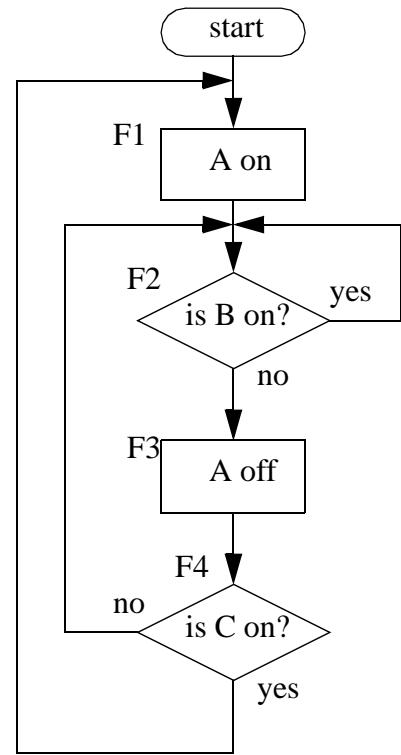 start
F1
A on
F2
is B on?
yes
no
F3
A off
F4
no
is C on?
yes